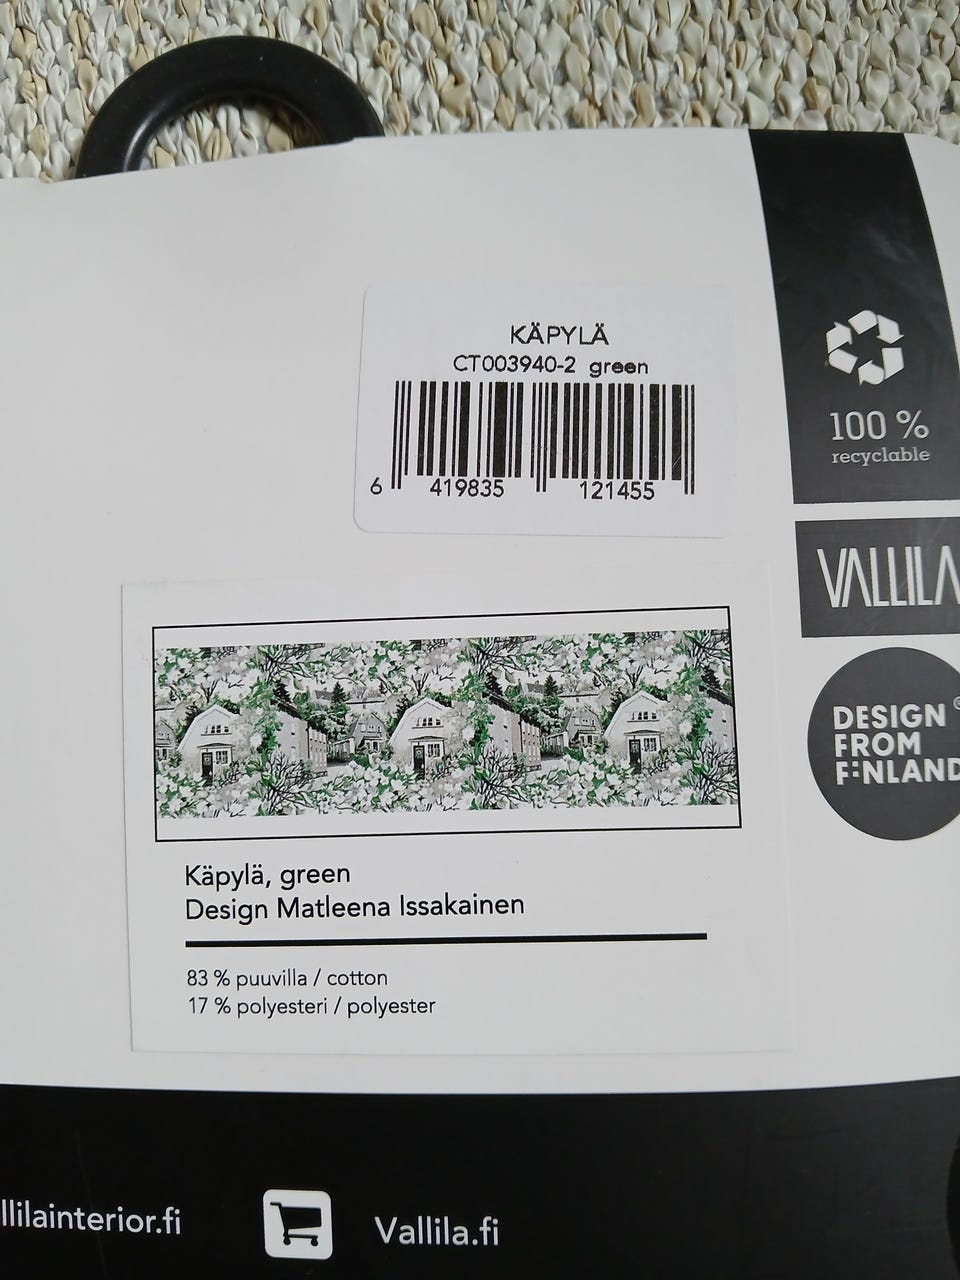 KÄPYLÄ
CT003940-2 green
6 419835 121455
100 %
recyclable
VALLILA
DESIGN
FROM
FINLAND
Käpylä, green
Design Matleena Issakainen
83 % puuvilla / cotton
17 % polyesteri / polyester
llilainterior.fi
Vallila.fi